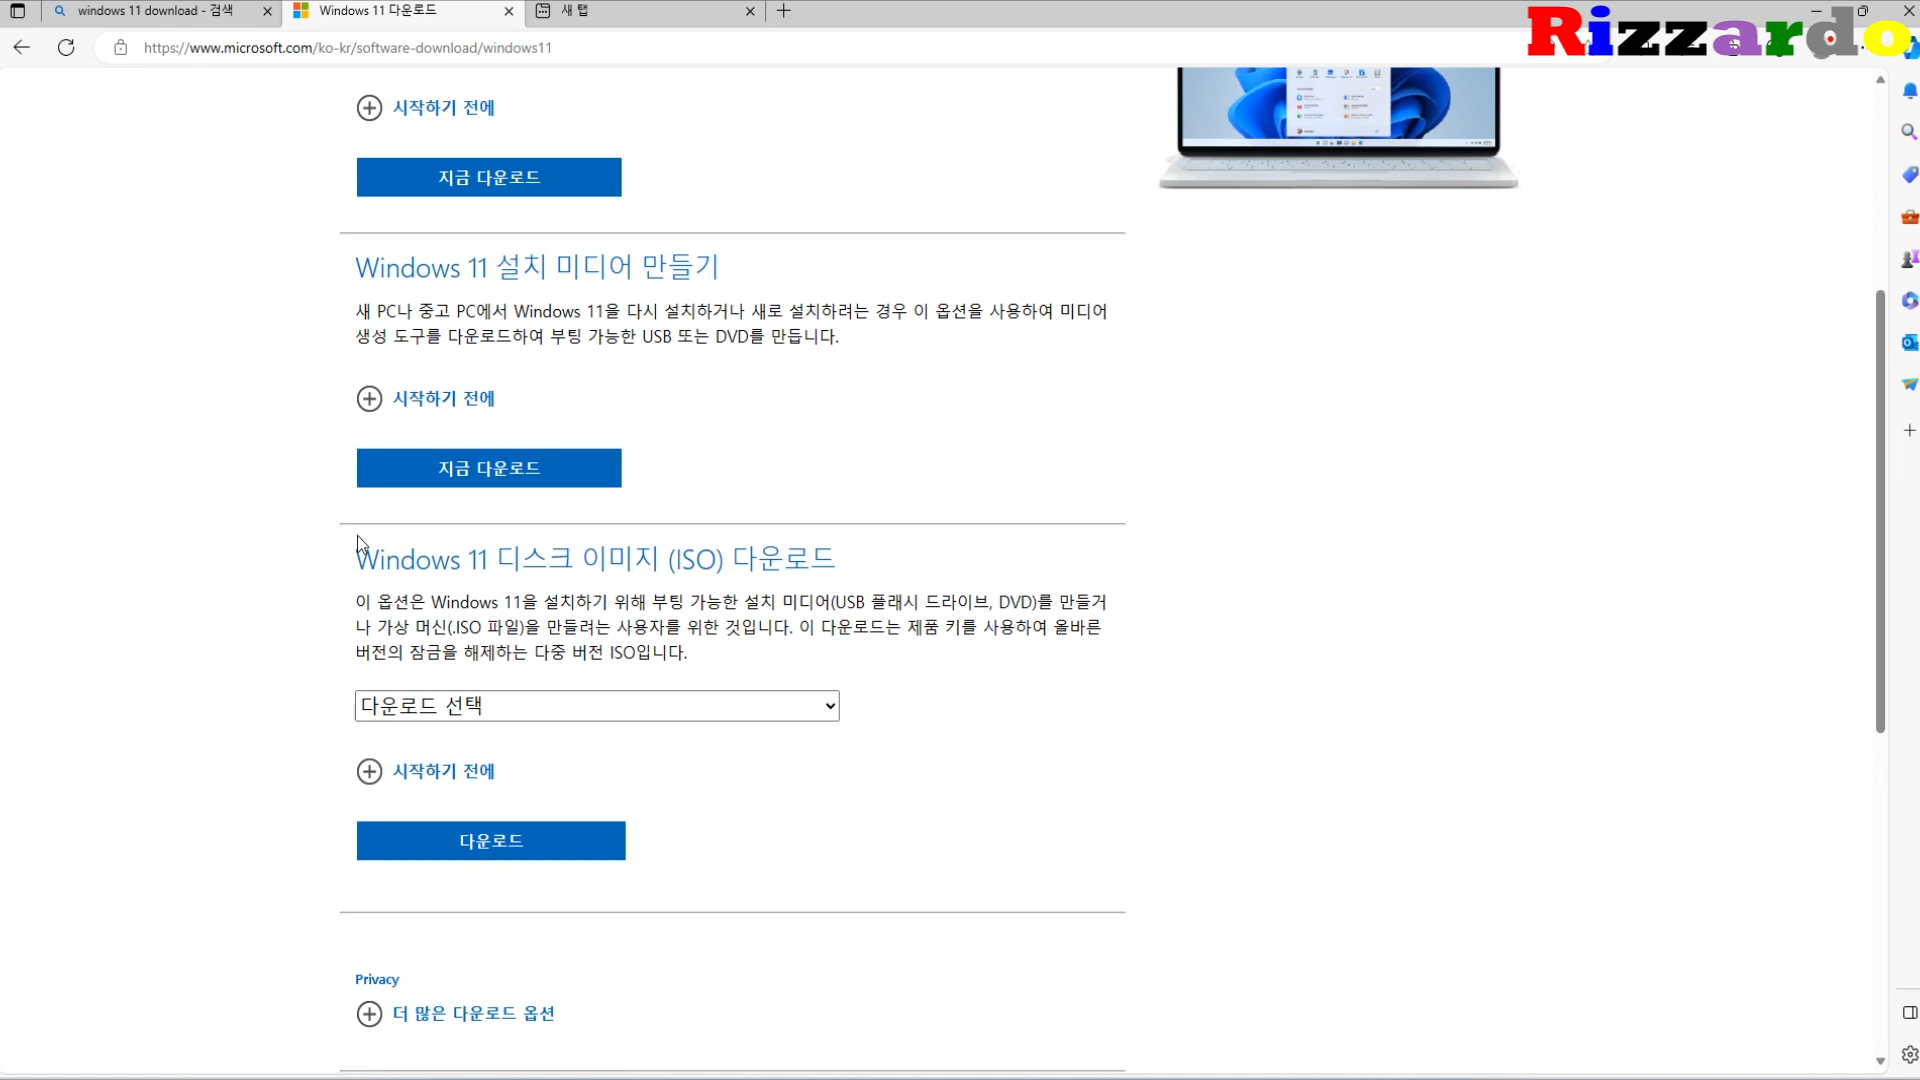 windows 11 download - 검색
Windows 11 다운로드
새 탭
https://www.microsoft.com/ko-kr/software-download/windows11
Rizzardo
시작하기 전에
지금 다운로드
Windows 11 설치 미디어 만들기
새 PC나 중고 PC에서 Windows 11을 다시 설치하거나 새로 설치하려는 경우 이 옵션을 사용하여 미디어
생성 도구를 다운로드하여 부팅 가능한 USB 또는 DVD를 만듭니다.
시작하기 전에
지금 다운로드
Windows 11 디스크 이미지 (ISO) 다운로드
이 옵션은 Windows 11을 설치하기 위해 부팅 가능한 설치 미디어(USB 플래시 드라이브, DVD)를 만들거
나 가상 머신(.ISO 파일)을 만들려는 사용자를 위한 것입니다. 이 다운로드는 제품 키를 사용하여 올바른
버전의 잠금을 해제하는 다중 버전 ISO입니다.
다운로드 선택
시작하기 전에
다운로드
Privacy
더 많은 다운로드 옵션